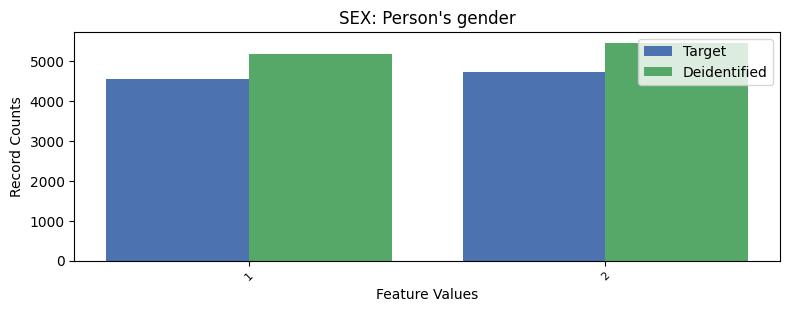 SEX: Person's gender
Target
Deidentified
Record Counts
5000
4000
3000
2000
1000
0
1
2
Feature Values